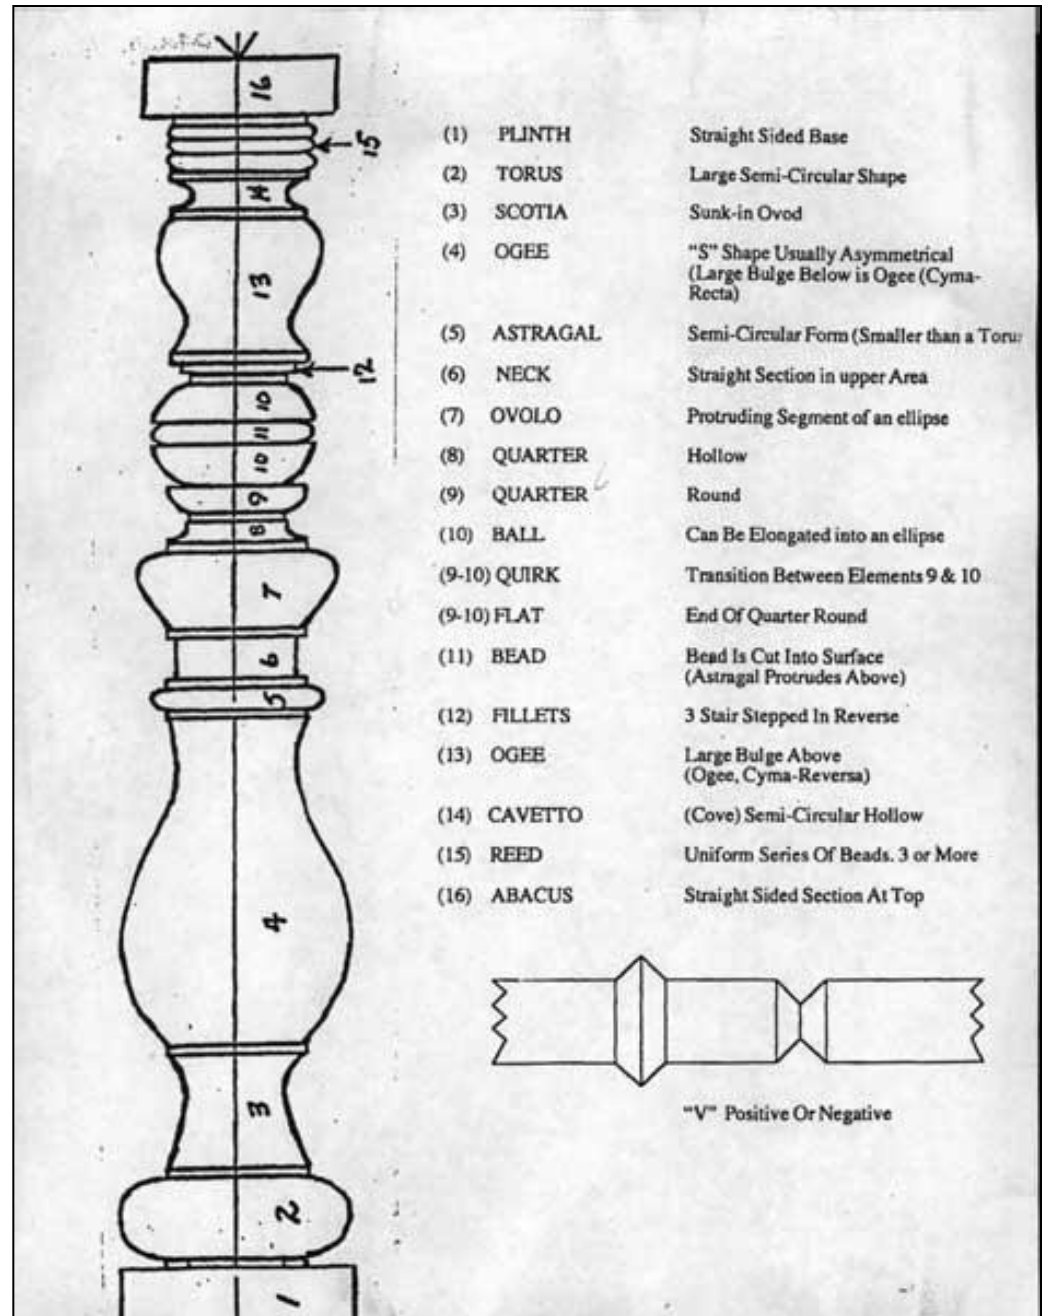 16
15
14
13
12
10
11
10
9
8
7
6
5
4
3
2
1
(1) PLINTH Straight Sided Base
(2) TORUS Large Semi-Circular Shape
(3) SCOTIA Sunk-in Ovod
(4) OGEE "S" Shape Usually Asymmetrical
(Large Bulge Below is Ogee (Cyma-
Recta)
(5) ASTRAGAL Semi-Circular Form (Smaller than a Toru
(6) NECK Straight Section in upper Area
(7) OVOLO Protruding Segment of an ellipse
(8) QUARTER Hollow
(9) QUARTER Round
(10) BALL Can Be Elongated into an ellipse
(9-10) QUIRK Transition Between Elements 9 & 10
(9-10) FLAT End Of Quarter Round
(11) BEAD Bead Is Cut Into Surface
(Astragal Protrudes Above)
(12) FILLETS 3 Stair Stepped In Reverse
(13) OGEE Large Bulge Above
(Ogee, Cyma-Reversa)
(14) CAVETTO (Cove) Semi-Circular Hollow
(15) REED Uniform Series Of Beads. 3 or More
(16) ABACUS Straight Sided Section At Top
"V" Positive Or Negative